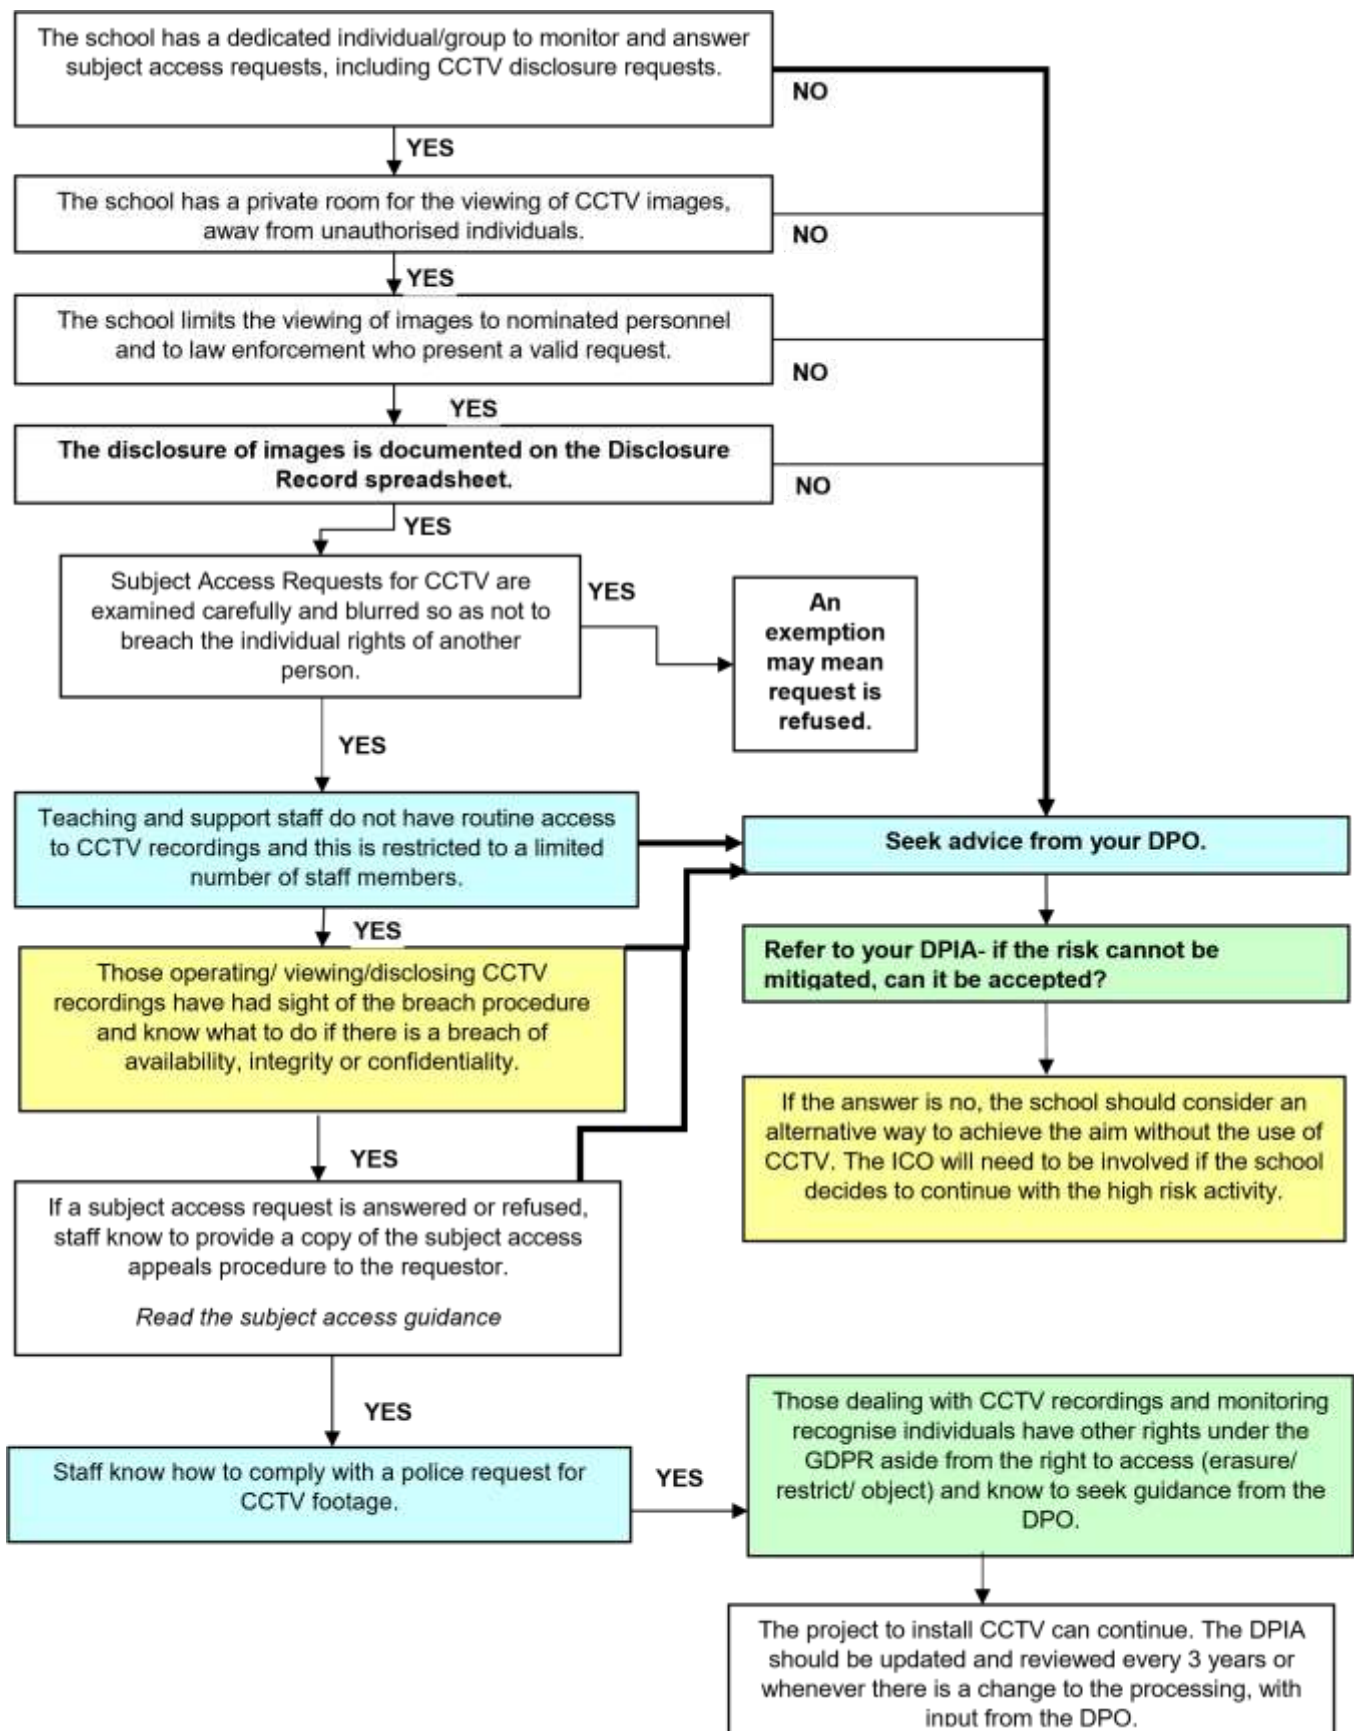 The school has a dedicated individual/group to monitor and answer
subject access requests, including CCTV disclosure requests.
NO
YES
The school has a private room for the viewing of CCTV images,
away from unauthorised individuals.
NO
YES
The school limits the viewing of images to nominated personnel
and to law enforcement who present a valid request.
NO
YES
The disclosure of images is documented on the Disclosure
Record spreadsheet.
NO
YES
Subject Access Requests for CCTV are
examined carefully and blurred so as not to
breach the individual rights of another
person.
YES
An
exemption
may mean
request is
refused.
YES
Teaching and support staff do not have routine access
to CCTV recordings and this is restricted to a limited
number of staff members.
Seek advice from your DPO.
YES
Those operating/ viewing/disclosing CCTV
recordings have had sight of the breach procedure
and know what to do if there is a breach of
availability, integrity or confidentiality.
Refer to your DPIA- if the risk cannot be
mitigated, can it be accepted?
If the answer is no, the school should consider an
alternative way to achieve the aim without the use of
CCTV. The ICO will need to be involved if the school
decides to continue with the high risk activity.
YES
If a subject access request is answered or refused,
staff know to provide a copy of the subject access
appeals procedure to the requestor.
Read the subject access guidance
YES
Staff know how to comply with a police request for
CCTV footage.
YES
Those dealing with CCTV recordings and monitoring
recognise individuals have other rights under the
GDPR aside from the right to access (erasure/
restrict/ object) and know to seek guidance from the
DPO.
The project to install CCTV can continue. The DPIA
should be updated and reviewed every 3 years or
whenever there is a change to the processing, with
input from the DPO.